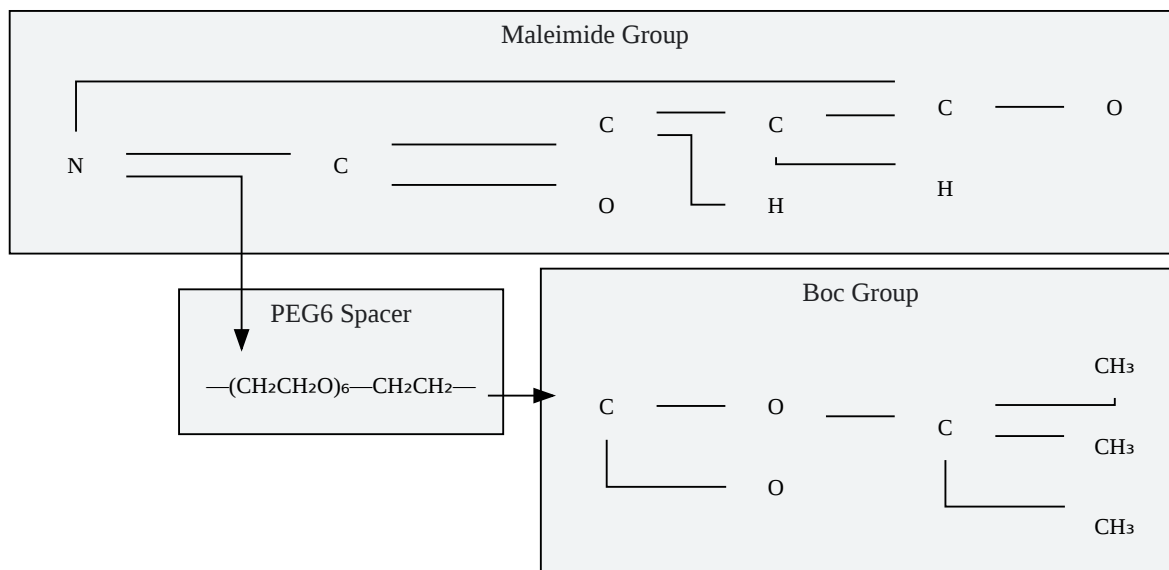 Maleimide Group
C O
C C
N C
H
O H
PEG6 Spacer
—(CH₂CH₂O)₆—CH₂CH₂—
Boc Group
CH₃
C O
C
CH₃
O
CH₃